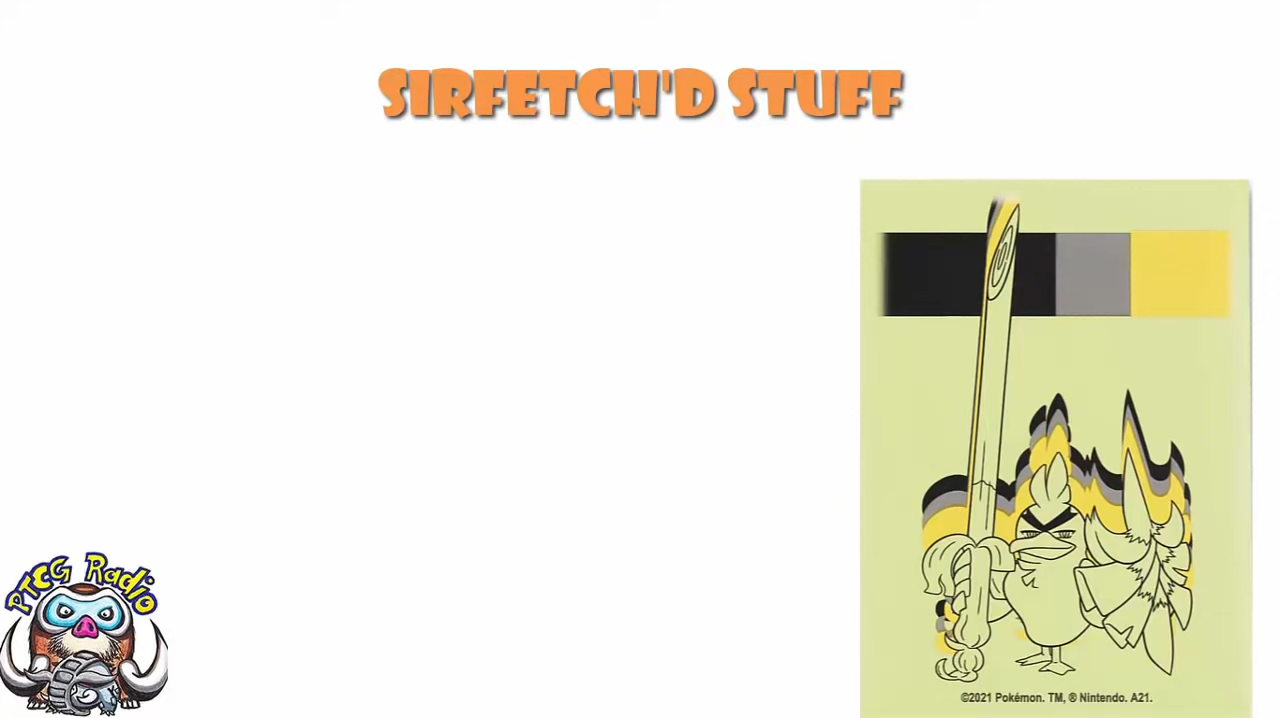 SIRFETCH'D STUFF
PTCG Radio
©2021 Pokémon. TM, ® Nintendo. A21.